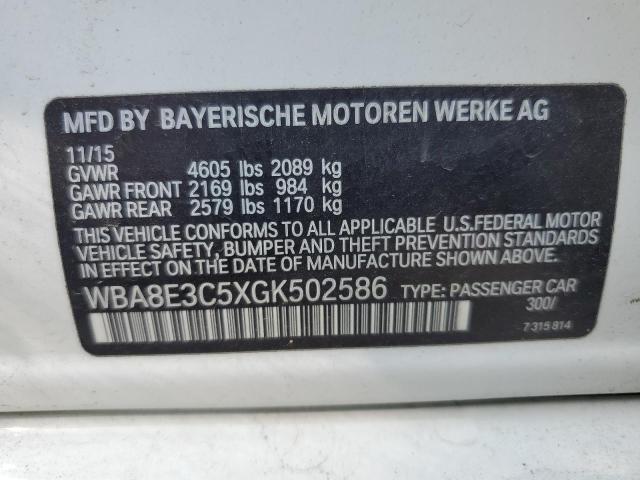 MFD BY BAYERISCHE MOTOREN WERKE AG
11/15
GVWR 4605 lbs 2089 kg
GAWR FRONT 2169 lbs 984 kg
GAWR REAR 2579 lbs 1170 kg
THIS VEHICLE CONFORMS TO ALL APPLICABLE U.S.FEDERAL MOTOR
VEHICLE SAFETY, BUMPER AND THEFT PREVENTION STANDARDS
IN EFFECT ON THE DATE OF MANUFACTURE SHOWN ABOVE.
WBA8E3C5XGK502586 TYPE: PASSENGER CAR
300/
7315814